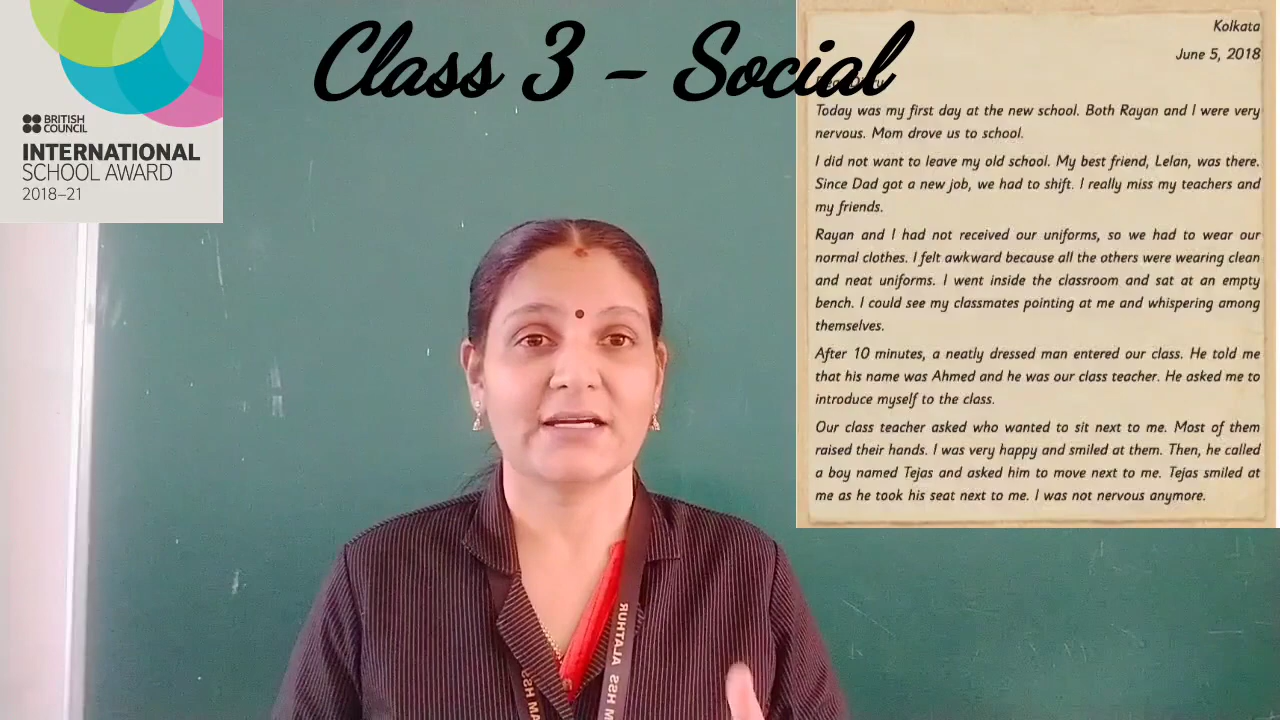 Class 3 - Social
BRITISH
COUNCIL
INTERNATIONAL
SCHOOL AWARD
2018–21
Kolkata
June 5, 2018
Today was my first day at the new school. Both Rayan and I were very
nervous. Mom drove us to school.
I did not want to leave my old school. My best friend, Lelan, was there.
Since Dad got a new job, we had to shift. I really miss my teachers and
my friends.
Rayan and I had not received our uniforms, so we had to wear our
normal clothes. I felt awkward because all the others were wearing clean
and neat uniforms. I went inside the classroom and sat at an empty
bench. I could see my classmates pointing at me and whispering among
themselves.
After 10 minutes, a neatly dressed man entered our class. He told me
that his name was Ahmed and he was our class teacher. He asked me to
introduce myself to the class.
Our class teacher asked who wanted to sit next to me. Most of them
raised their hands. I was very happy and smiled at them. Then, he called
a boy named Tejas and asked him to move next to me. Tejas smiled at
me as he took his seat next to me. I was not nervous anymore.
HSS MA
M HSS ALATHUR